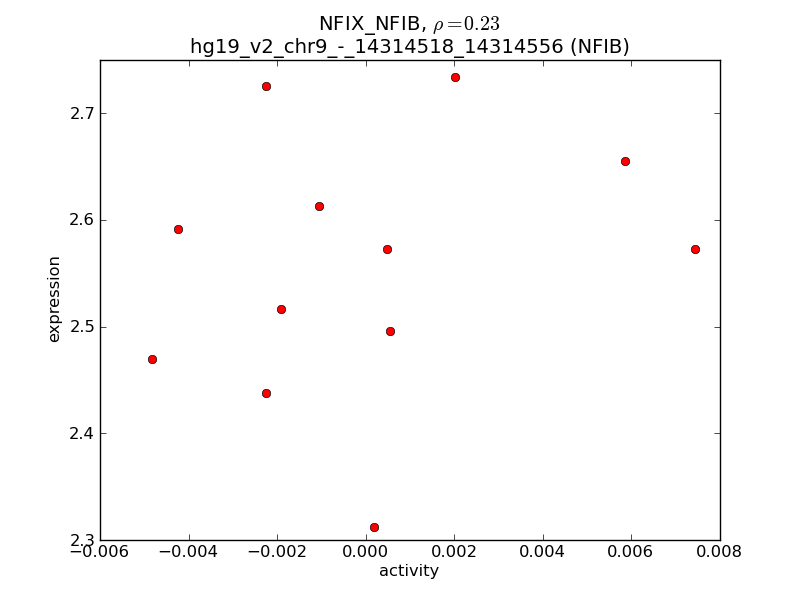 NFIX_NFIB, ρ = 0.23
hg19_v2_chr9_-_14314518_14314556 (NFIB)
2.7
2.6
2.5
2.4
2.3
expression
−0.006 −0.004 −0.002 0.000 0.002 0.004 0.006 0.008
activity